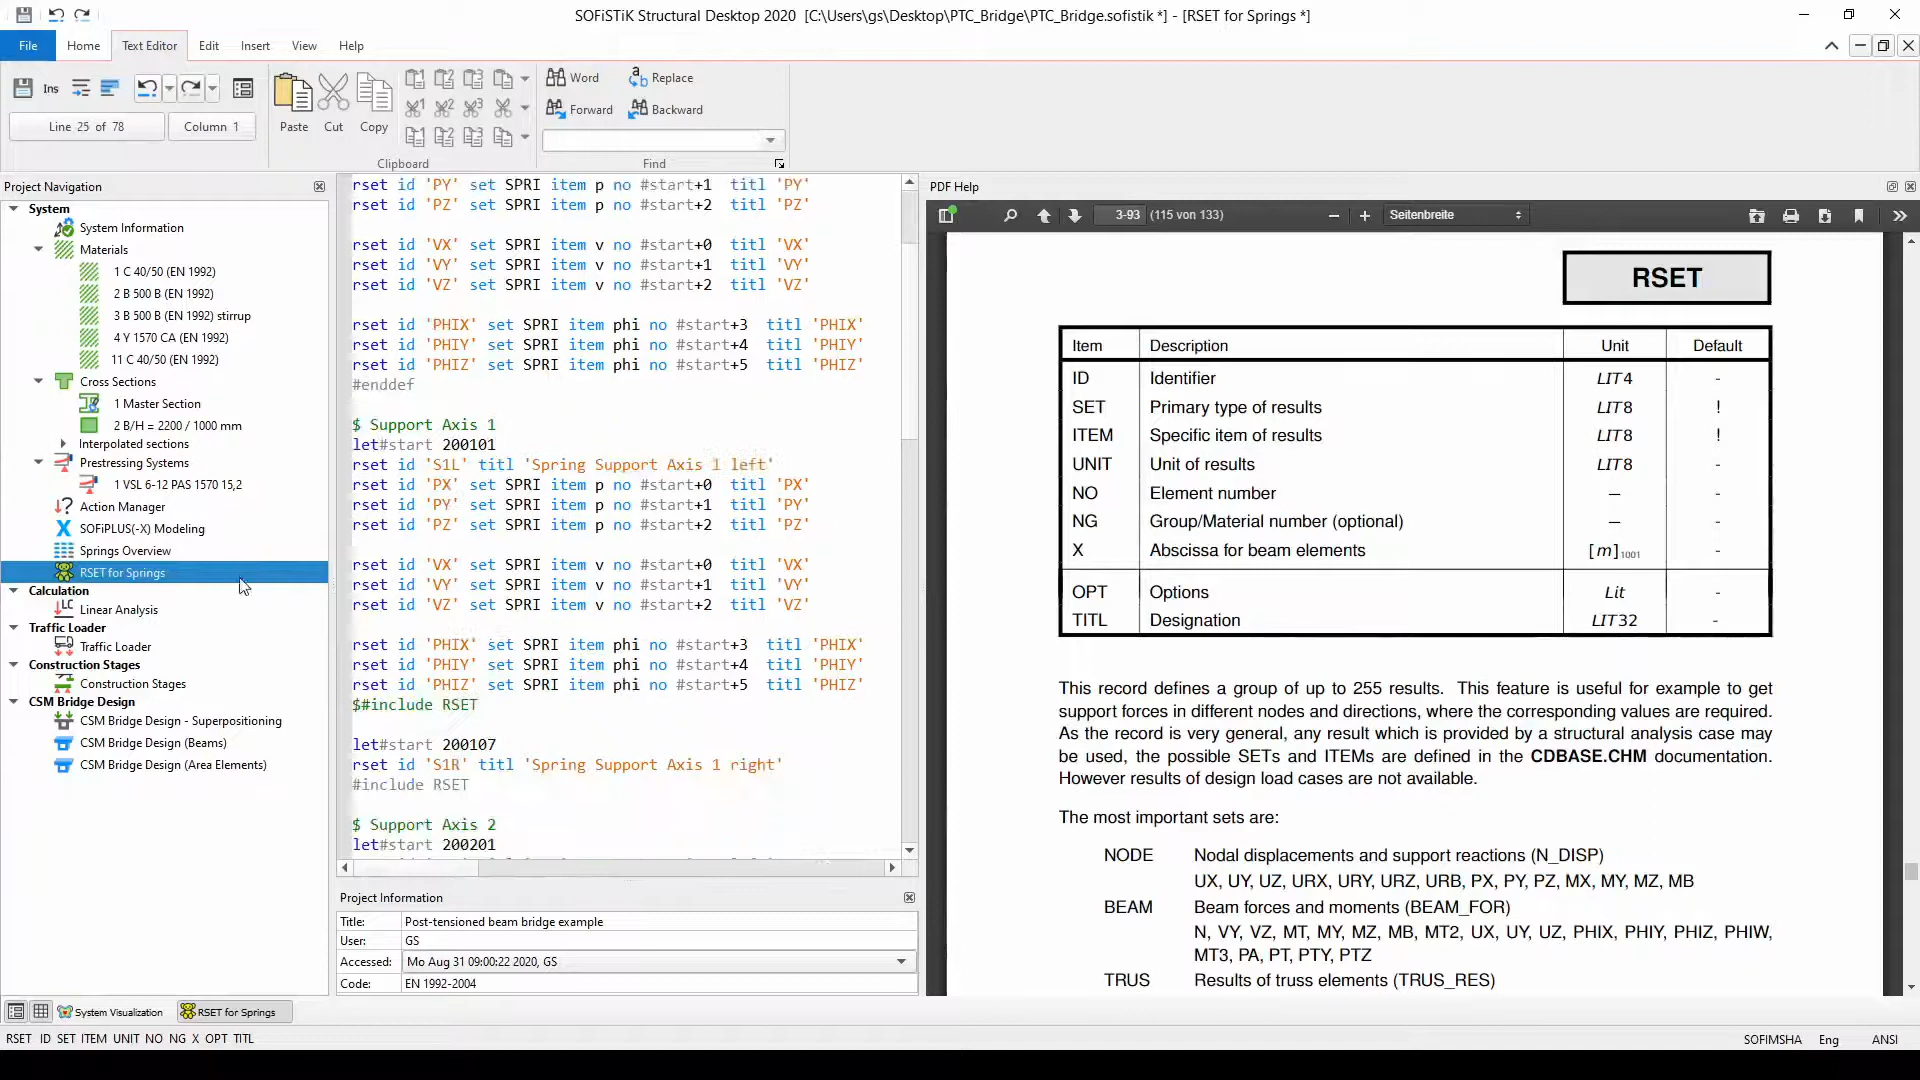 SOFiSTiK Structural Desktop 2020 [C:\Users\gs\Desktop\PTC_Bridge\PTC_Bridge.sofistik *] - [RSET for Springs *]
File Home Text Editor Edit Insert View Help
Ins
Line 25 of 78 Column 1
Paste Cut Copy
Clipboard
Word Replace
Forward Backward
Find
Project Navigation
System
System Information
Materials
1 C 40/50 (EN 1992)
2 B 500 B (EN 1992)
3 B 500 B (EN 1992) stirrup
4 Y 1570 CA (EN 1992)
11 C 40/50 (EN 1992)
Cross Sections
1 Master Section
2 B/H = 2200 / 1000 mm
Interpolated sections
Prestressing Systems
1 VSL 6-12 PAS 1570 15,2
Action Manager
SOFiPLUS(-X) Modeling
Springs Overview
RSET for Springs
Calculation
Linear Analysis
Traffic Loader
Traffic Loader
Construction Stages
Construction Stages
CSM Bridge Design
CSM Bridge Design - Superpositioning
CSM Bridge Design (Beams)
CSM Bridge Design (Area Elements)
rset id 'PY' set SPRI item p no #start+1 titl 'PY'
rset id 'PZ' set SPRI item p no #start+2 titl 'PZ'
rset id 'VX' set SPRI item v no #start+0 titl 'VX'
rset id 'VY' set SPRI item v no #start+1 titl 'VY'
rset id 'VZ' set SPRI item v no #start+2 titl 'VZ'
rset id 'PHIX' set SPRI item phi no #start+3 titl 'PHIX'
rset id 'PHIY' set SPRI item phi no #start+4 titl 'PHIY'
rset id 'PHIZ' set SPRI item phi no #start+5 titl 'PHIZ'
#enddef
$ Support Axis 1
let#start 200101
rset id 'S1L' titl 'Spring Support Axis 1 left'
rset id 'PX' set SPRI item p no #start+0 titl 'PX'
rset id 'PY' set SPRI item p no #start+1 titl 'PY'
rset id 'PZ' set SPRI item p no #start+2 titl 'PZ'
rset id 'VX' set SPRI item v no #start+0 titl 'VX'
rset id 'VY' set SPRI item v no #start+1 titl 'VY'
rset id 'VZ' set SPRI item v no #start+2 titl 'VZ'
rset id 'PHIX' set SPRI item phi no #start+3 titl 'PHIX'
rset id 'PHIY' set SPRI item phi no #start+4 titl 'PHIY'
rset id 'PHIZ' set SPRI item phi no #start+5 titl 'PHIZ'
$#include RSET
let#start 200107
rset id 'S1R' titl 'Spring Support Axis 1 right'
#include RSET
$ Support Axis 2
let#start 200201
Project Information
Title: Post-tensioned beam bridge example
User: GS
Accessed: Mo Aug 31 09:00:22 2020, GS
Code: EN 1992-2004
PDF Help
3-93 (115 von 133) Seitenbreite
RSET
Item Description Unit Default
ID Identifier LIT4 -
SET Primary type of results LIT8 !
ITEM Specific item of results LIT8 !
UNIT Unit of results LIT8 -
NO Element number — -
NG Group/Material number (optional) — -
X Abscissa for beam elements [m]1001 -
OPT Options Lit -
TITL Designation LIT32 -
This record defines a group of up to 255 results. This feature is useful for example to get
support forces in different nodes and directions, where the corresponding values are required.
As the record is very general, any result which is provided by a structural analysis case may
be used, the possible SETs and ITEMs are defined in the CDBASE.CHM documentation.
However results of design load cases are not available.
The most important sets are:
NODE Nodal displacements and support reactions (N_DISP)
UX, UY, UZ, URX, URY, URZ, URB, PX, PY, PZ, MX, MY, MZ, MB
BEAM Beam forces and moments (BEAM_FOR)
N, VY, VZ, MT, MY, MZ, MB, MT2, UX, UY, UZ, PHIX, PHIY, PHIZ, PHIW,
MT3, PA, PT, PTY, PTZ
TRUS Results of truss elements (TRUS_RES)
System Visualization RSET for Springs
RSET ID SET ITEM UNIT NO NG X OPT TITL
SOFIMSHA Eng ANSI